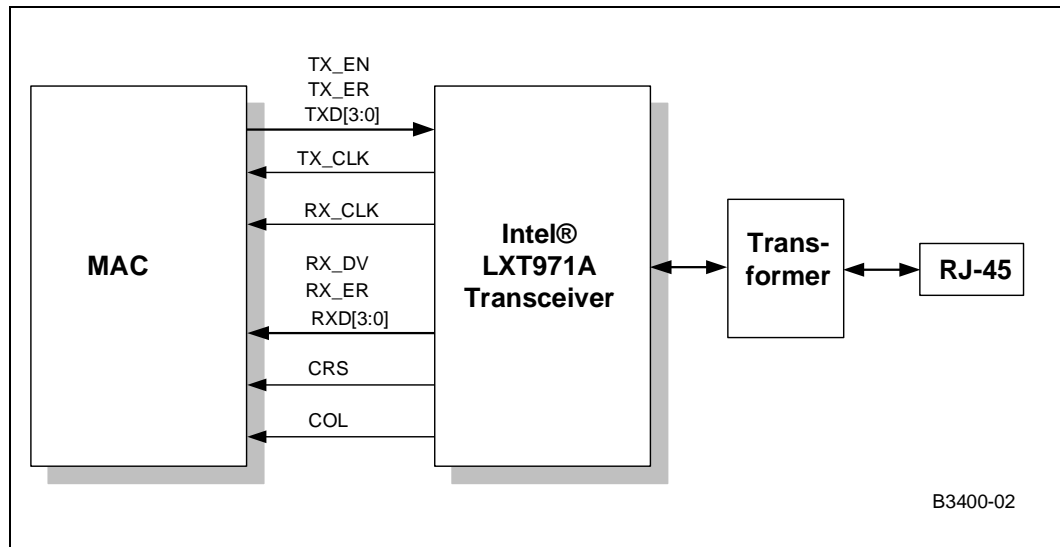 TX_EN
TX_ER
TXD[3:0]
TX_CLK
RX_CLK
MAC
RX_DV
RX_ER
RXD[3:0]
CRS
COL
Intel®
LXT971A
Transceiver
Trans-
former
RJ-45
B3400-02